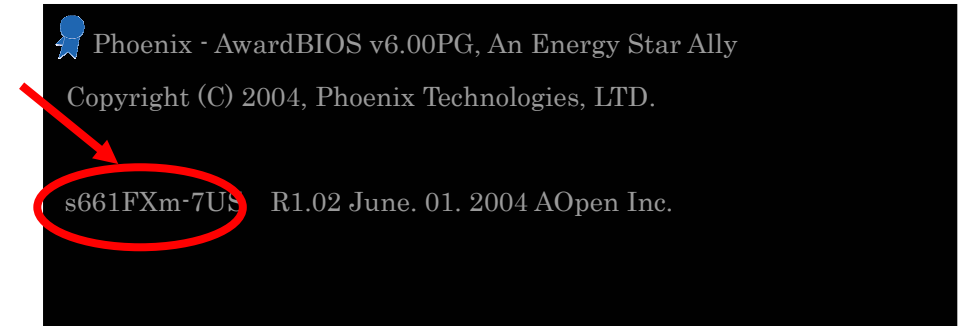 Phoenix - AwardBIOS v6.00PG, An Energy Star Ally
Copyright (C) 2004, Phoenix Technologies, LTD.
s661FXm-7US R1.02 June. 01. 2004 AOpen Inc.